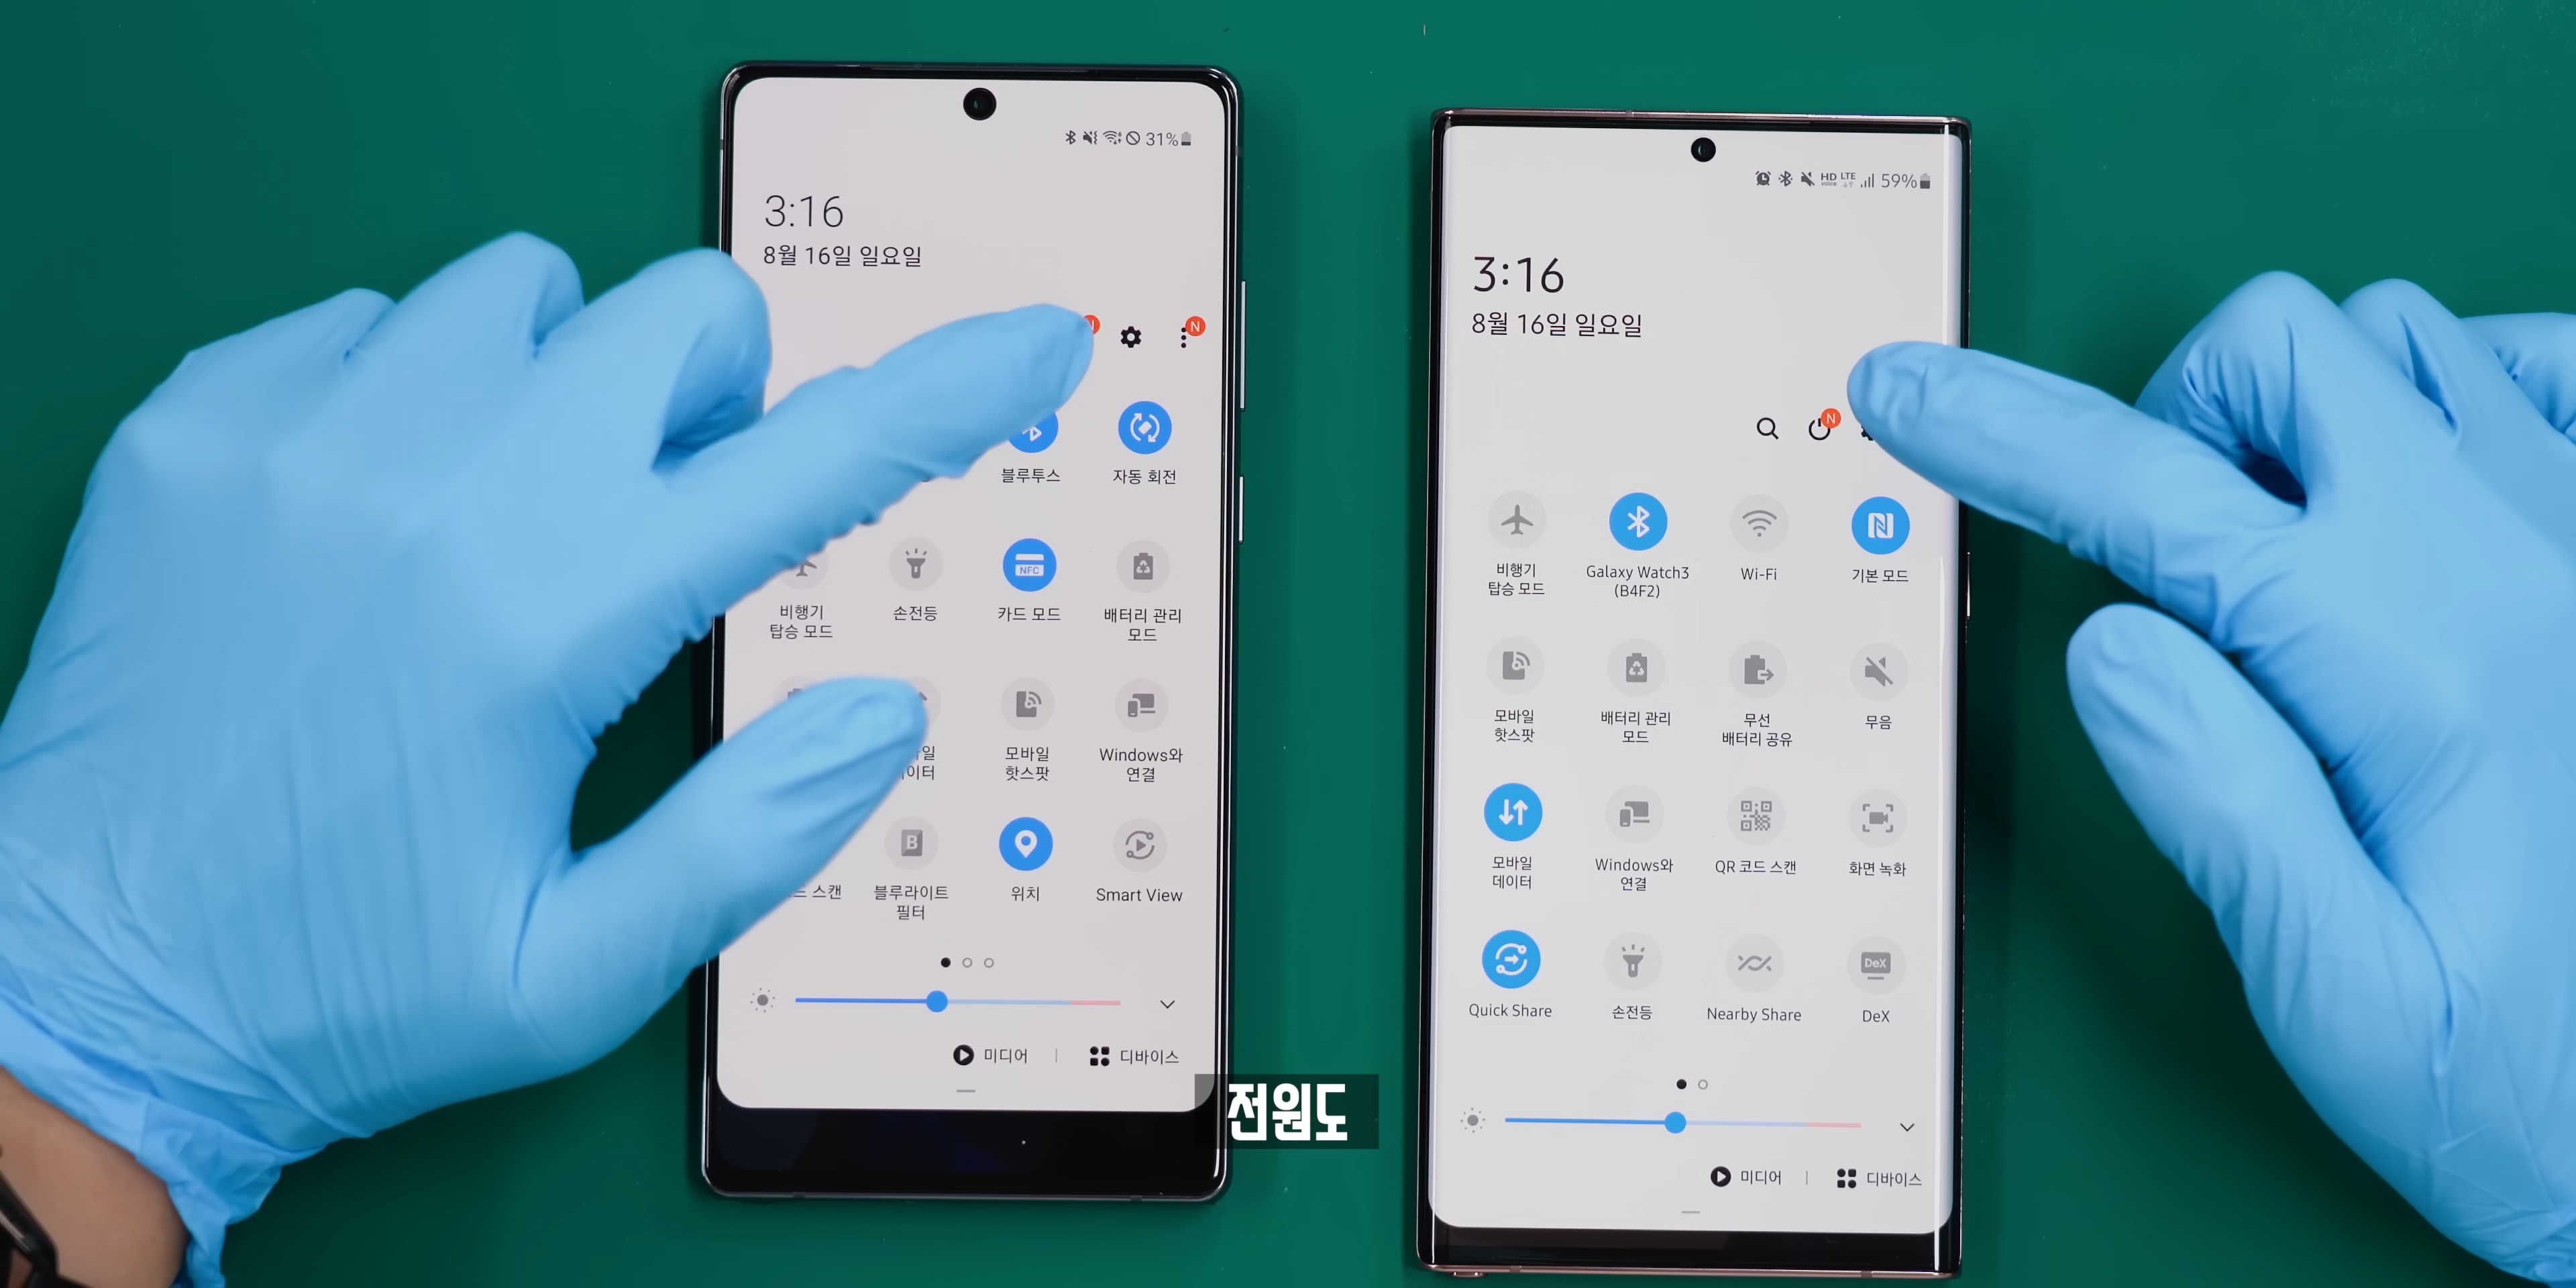 31%
3:16
8월 16일 일요일
N
블루투스
자동 회전
NFC
비행기
탑승 모드
손전등
카드 모드
배터리 관리
모드
모바일
핫스팟
Windows와
연결
스캔
B
블루라이트
필터
위치
Smart View
미디어
디바이스
전원도
HD
voice
LTE
59%
3:16
8월 16일 일요일
N
비행기
탑승 모드
Galaxy Watch3
(B4F2)
Wi-Fi
기본 모드
모바일
핫스팟
배터리 관리
모드
무선
배터리 공유
무음
모바일
데이터
Windows와
연결
QR 코드 스캔
화면 녹화
Quick Share
손전등
Nearby Share
DeX
DeX
미디어
디바이스